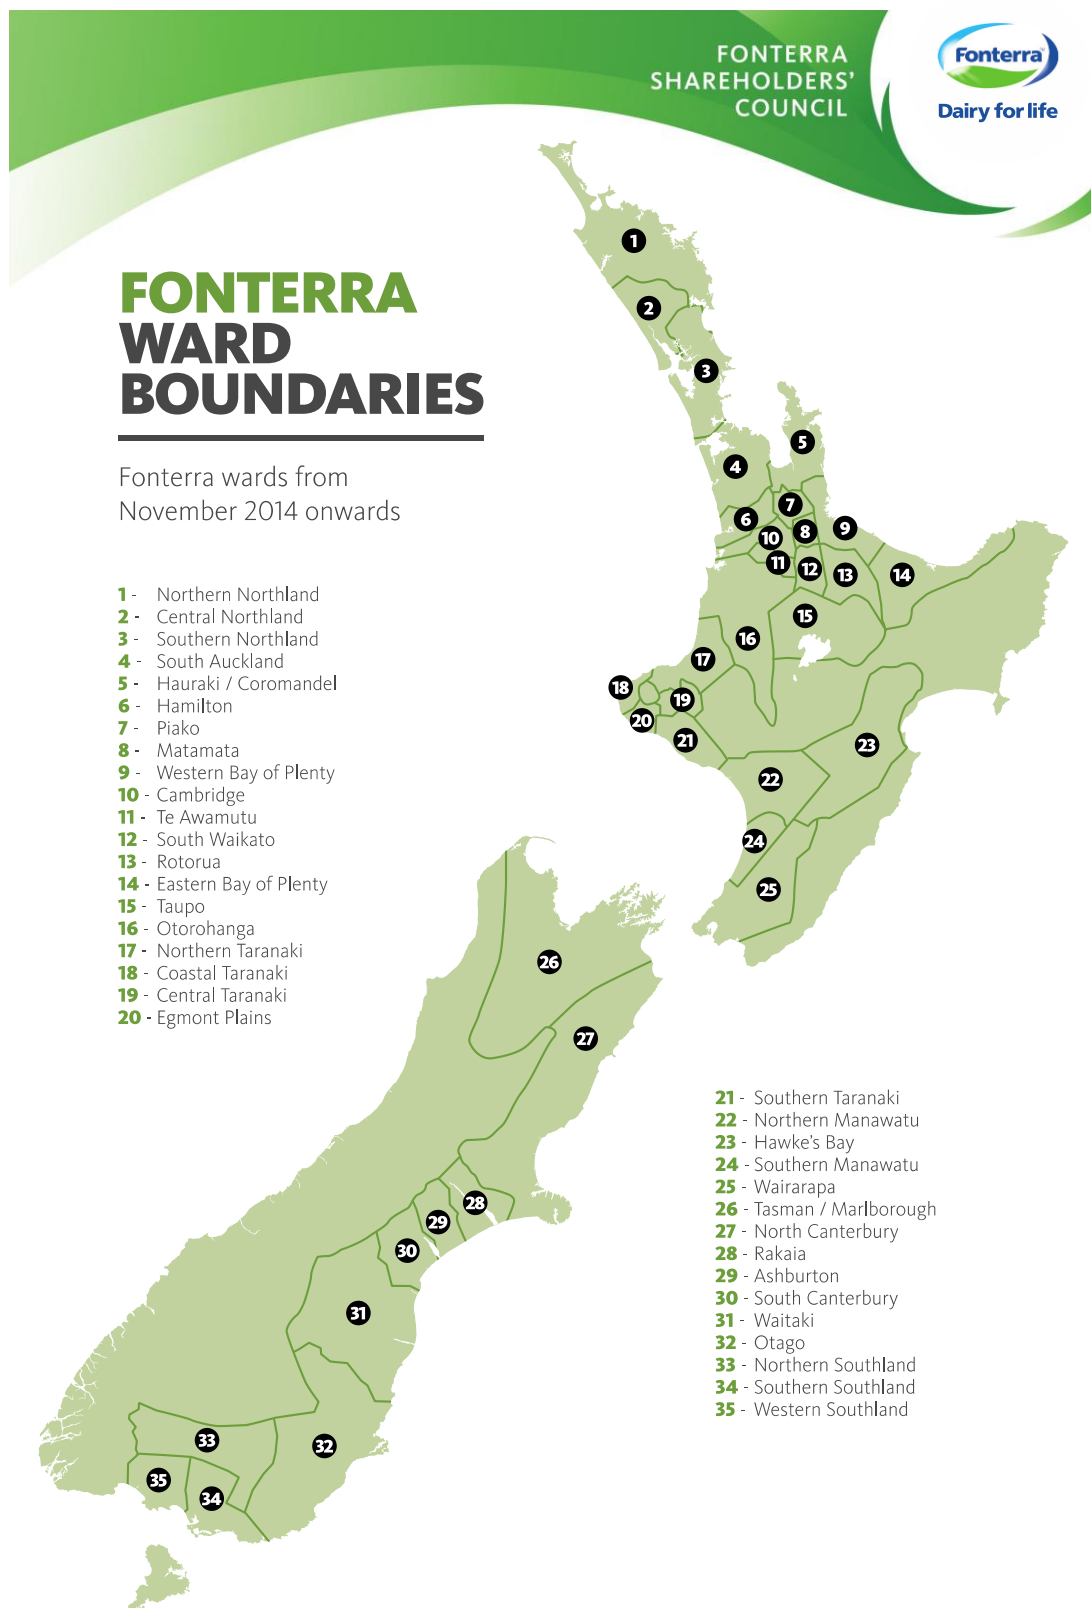 FONTERRA
SHAREHOLDERS'
COUNCIL
Fonterra™
Dairy for life
FONTERRA
WARD
BOUNDARIES
Fonterra wards from
November 2014 onwards
1 - Northern Northland
2 - Central Northland
3 - Southern Northland
4 - South Auckland
5 - Hauraki / Coromandel
6 - Hamilton
7 - Piako
8 - Matamata
9 - Western Bay of Plenty
10 - Cambridge
11 - Te Awamutu
12 - South Waikato
13 - Rotorua
14 - Eastern Bay of Plenty
15 - Taupo
16 - Otorohanga
17 - Northern Taranaki
18 - Coastal Taranaki
19 - Central Taranaki
20 - Egmont Plains
21 - Southern Taranaki
22 - Northern Manawatu
23 - Hawke's Bay
24 - Southern Manawatu
25 - Wairarapa
26 - Tasman / Marlborough
27 - North Canterbury
28 - Rakaia
29 - Ashburton
30 - South Canterbury
31 - Waitaki
32 - Otago
33 - Northern Southland
34 - Southern Southland
35 - Western Southland
1
2
3
5
4
7
6
9
8
10
11
12
13
14
15
16
17
18
19
20
21
23
22
24
25
26
27
28
29
30
31
33
32
35
34